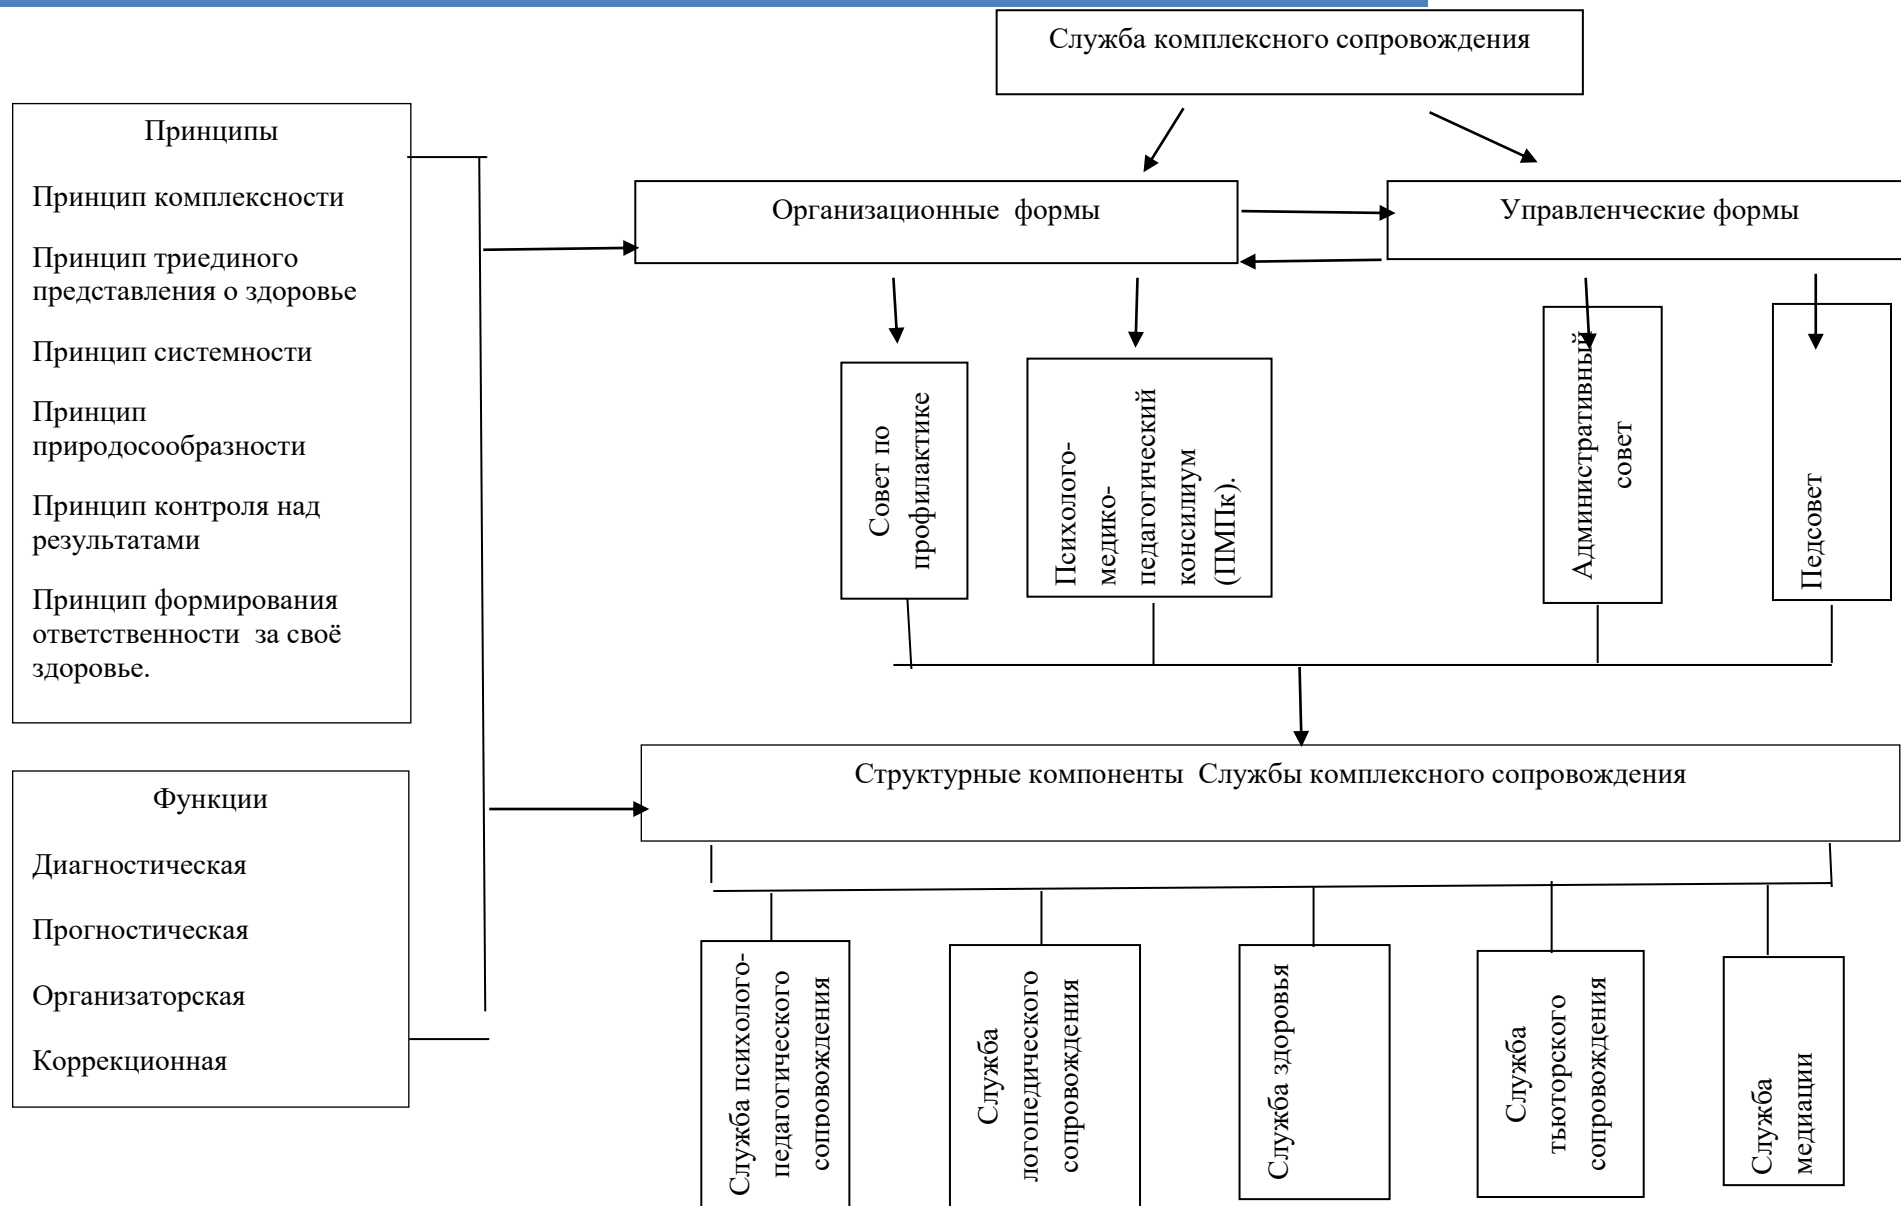 Служба комплексного сопровождения
Принципы
Принцип комплексности
Принцип триединого
представления о здоровье
Принцип системности
Принцип
природосообразности
Принцип контроля над
результатами
Принцип формирования
ответственности за своё
здоровье.
Организационные формы
Управленческие формы
Совет по
профилактике
Психолого-
медико-
педагогический
консилиум
(ПМПк).
Административный
совет
Педсовет
Структурные компоненты Службы комплексного сопровождения
Функции
Диагностическая
Прогностическая
Организаторская
Коррекционная
Служба психолого-
педагогического
сопровождения
Служба
логопедического
сопровождения
Служба здоровья
Служба
тьюторского
сопровождения
Служба
медиации